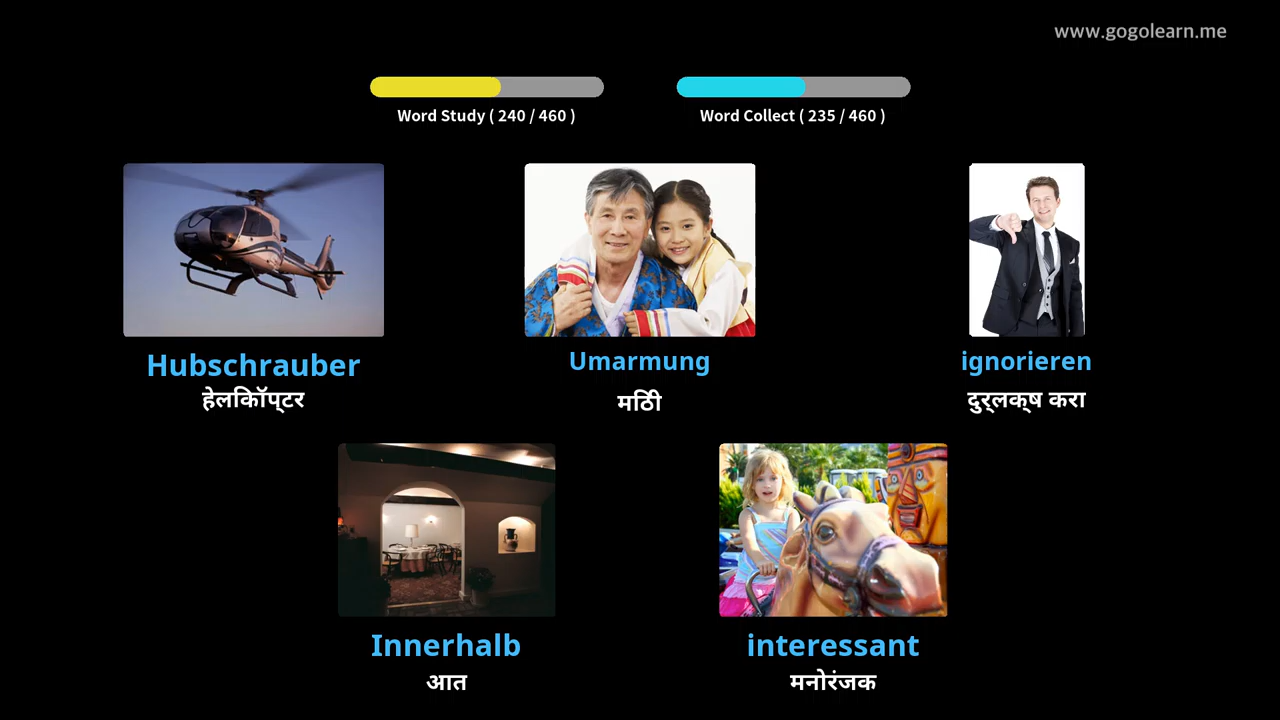 www.gogolearn.me
Word Study ( 240 / 460 )
Word Collect ( 235 / 460 )
Hubschrauber
हेलिकॉप्टर
Umarmung
मिठी
ignorieren
दुर्लक्ष करा
Innerhalb
आत
interessant
मनोरंजक